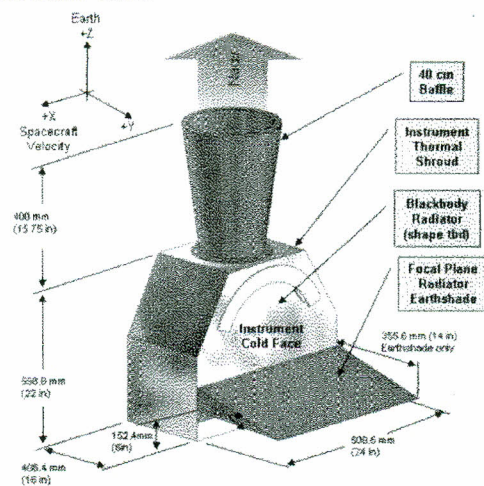 Earth
+Z
+X
Spacecraft
Velocity
+Y
Nadir
40 cm
Baffle
Instrument
Thermal
Shroud
Blackbody
Radiator
(shape tbd)
Focal Plane
Radiator
Earthshade
400 mm
(15.75 in)
Instrument
Cold Face
355.6 mm (14 in)
Earthshade only
558.8 mm
(22 in)
152.4mm
(6in)
406.4 mm
(16 in)
609.6 mm
(24 in)